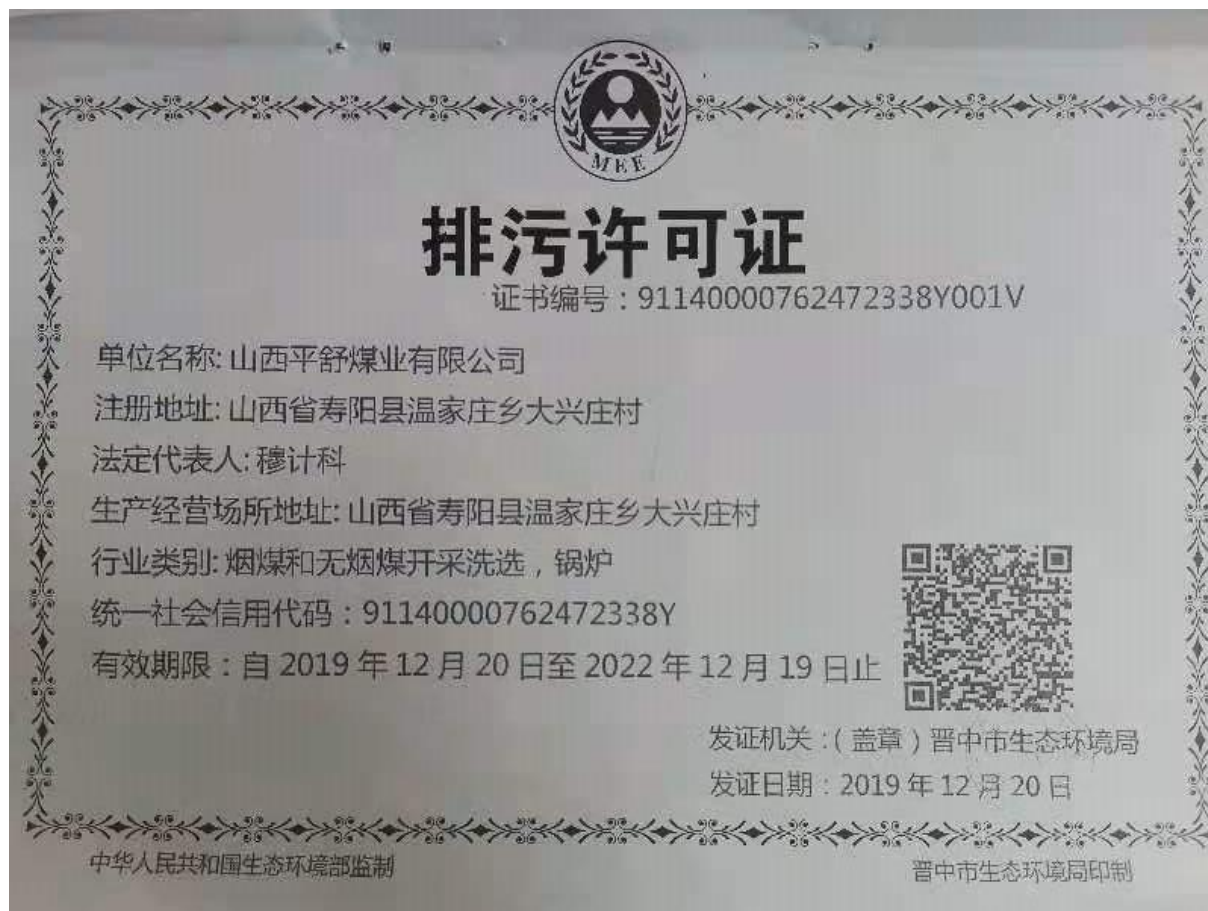 MEE
排污许可证
证书编号：91140000762472338Y001V
单位名称: 山西平舒煤业有限公司
注册地址: 山西省寿阳县温家庄乡大兴庄村
法定代表人: 穆计科
生产经营场所地址: 山西省寿阳县温家庄乡大兴庄村
行业类别: 烟煤和无烟煤开采洗选，锅炉
统一社会信用代码：91140000762472338Y
有效期限：自 2019 年 12 月 20 日至 2022 年 12 月 19 日止
发证机关：(盖章）晋中市生态环境局
发证日期：2019 年 12 月 20 日
中华人民共和国生态环境部监制
晋中市生态环境局印制